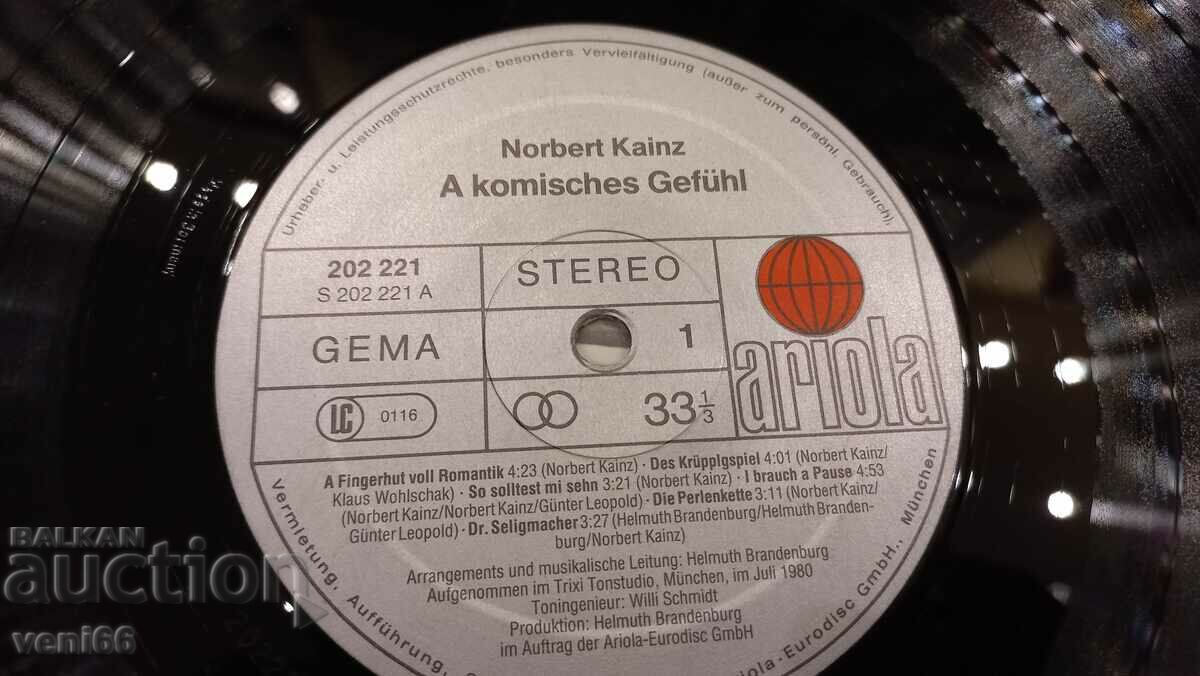 Urheber- u. Leistungsschutzrechte, besonders Vervielfältigung (außer zum persönl. Gebrauch),
Norbert Kainz
A komisches Gefühl
202 221
S 202 221 A
STEREO
GEMA
1
LC 0116
33 1/3
ariola
A Fingerhut voll Romantik 4:23 (Norbert Kainz) · Des Krüpplgspiel 4:01 (Norbert Kainz/
Klaus Wohlschak) · So solltest mi sehn 3:21 (Norbert Kainz) · I brauch a Pause 4:53
(Norbert Kainz/Norbert Kainz/Günter Leopold) · Die Perlenkette 3:11 (Norbert Kainz/
Günter Leopold) · Dr. Seligmacher 3:27 (Helmuth Brandenburg/Helmuth Branden-
burg/Norbert Kainz)
Arrangements und musikalische Leitung: Helmuth Brandenburg
Aufgenommen im Trixi Tonstudio, München, im Juli 1980
Toningenieur: Willi Schmidt
Produktion: Helmuth Brandenburg
im Auftrag der Ariola-Eurodisc GmbH
Vermietung, Aufführung,
Ariola-Eurodisc GmbH., München
BALKAN
auction
veni66